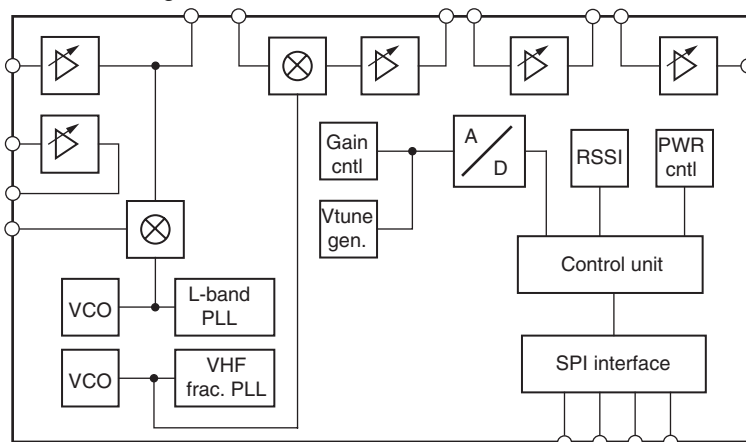 Gain
cntl
A
D
RSSI
PWR
cntl
Vtune
gen.
Control unit
VCO
L-band
PLL
SPI interface
VCO
VHF
frac. PLL